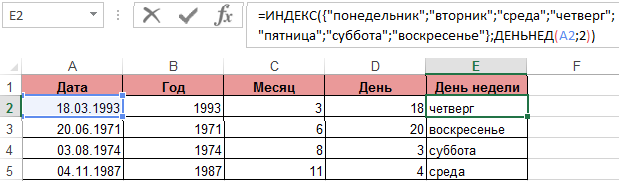 E2 fx =ИНДЕКС({"понедельник";"вторник";"среда";"четверг";
"пятница";"суббота";"воскресенье"};ДЕНЬНЕД(A2;2))
A B C D E F
1 Дата Год Месяц День День недели
2 18.03.1993 1993 3 18 четверг
3 20.06.1971 1971 6 20 воскресенье
4 03.08.1974 1974 8 3 суббота
5 04.11.1987 1987 11 4 среда